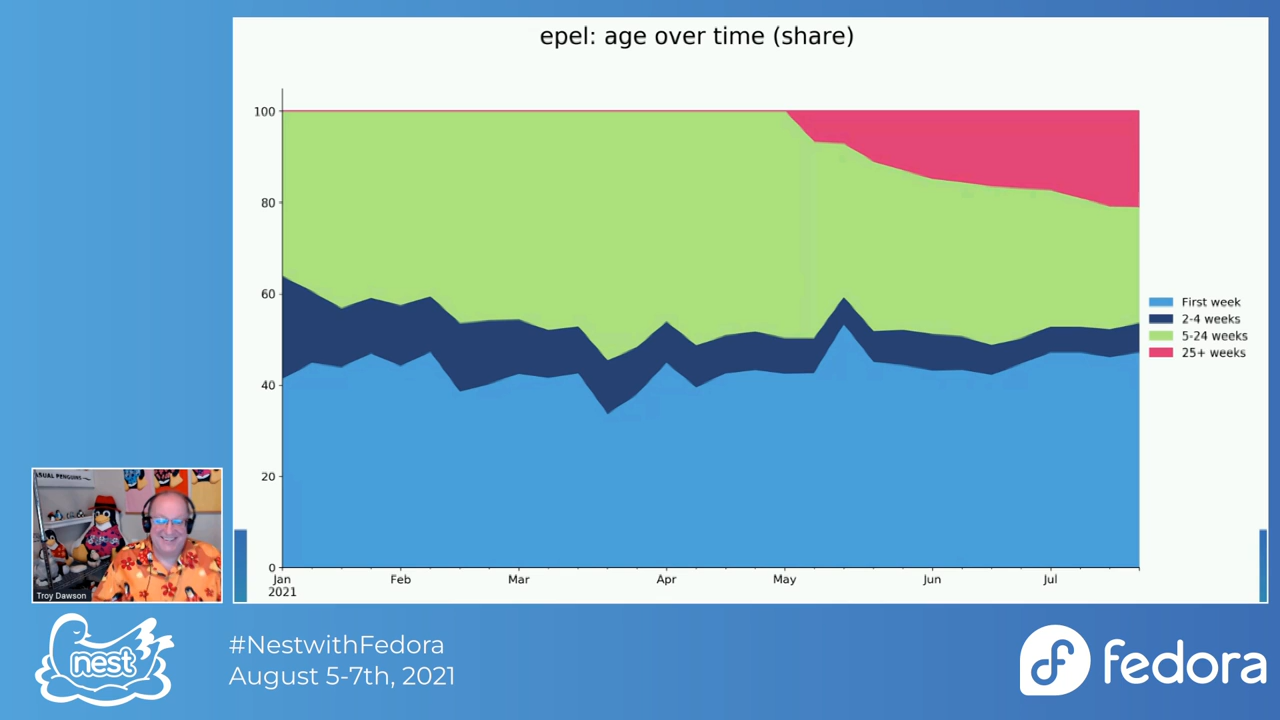 epel: age over time (share)
100
80
60
40
20
0
Jan
2021
Feb
Mar
Apr
May
Jun
Jul
First week
2-4 weeks
5-24 weeks
25+ weeks
ASUAL PENGUINS
Troy Dawson
nest
#NestwithFedora
August 5-7th, 2021
fedora